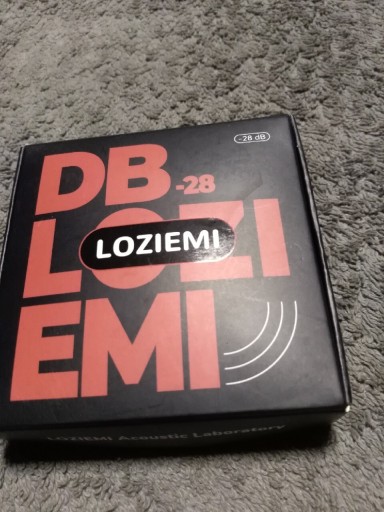 -28 dB
DB -28
LOZI
LOZIEMI
EMI
LOZIEMI Acoustic Laboratory